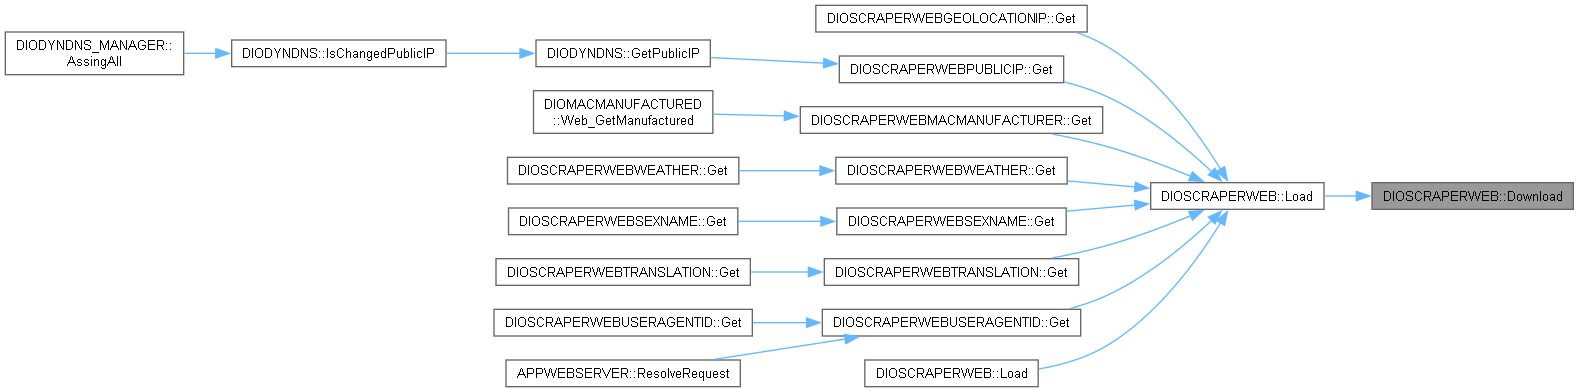 DIOSCRAPERWEBGEOLOCATIONIP::Get
DIODYNDNS_MANAGER::
AssingAll
DIODYNDNS::IsChangedPublicIP
DIODYNDNS::GetPublicIP
DIOSCRAPERWEBPUBLICIP::Get
DIOMACMANUFACTURED
::Web_GetManufactured
DIOSCRAPERWEBMACMANUFACTURER::Get
DIOSCRAPERWEBWEATHER::Get
DIOSCRAPERWEBWEATHER::Get
DIOSCRAPERWEB::Load
DIOSCRAPERWEB::Download
DIOSCRAPERWEBSEXNAME::Get
DIOSCRAPERWEBSEXNAME::Get
DIOSCRAPERWEBTRANSLATION::Get
DIOSCRAPERWEBTRANSLATION::Get
DIOSCRAPERWEBUSERAGENTID::Get
DIOSCRAPERWEBUSERAGENTID::Get
APPWEBSERVER::ResolveRequest
DIOSCRAPERWEB::Load